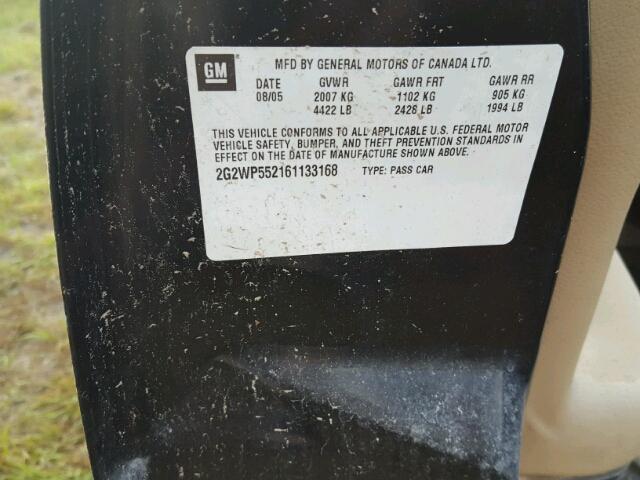 GM
MFD BY GENERAL MOTORS OF CANADA LTD.
DATE GVWR GAWR FRT GAWR RR
08/05 2007 KG 1102 KG 905 KG
4422 LB 2428 LB 1994 LB
THIS VEHICLE CONFORMS TO ALL APPLICABLE U.S. FEDERAL MOTOR
VEHICLE SAFETY, BUMPER, AND THEFT PREVENTION STANDARDS IN
EFFECT ON THE DATE OF MANUFACTURE SHOWN ABOVE.
2G2WP552161133168 TYPE: PASS CAR